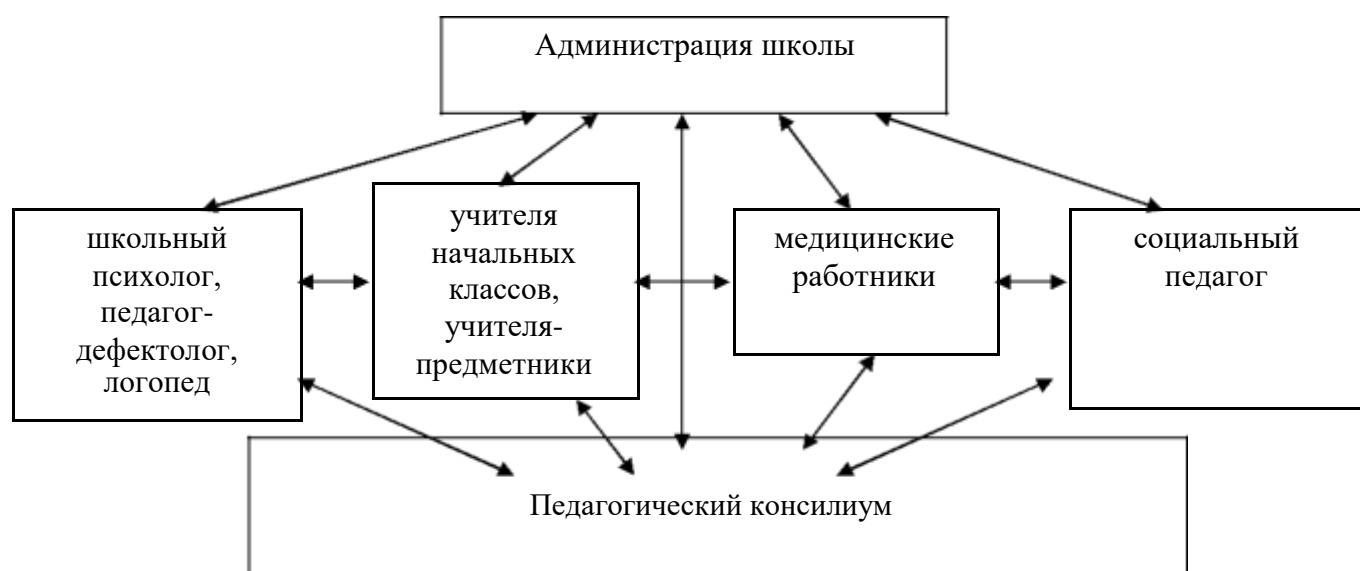 Администрация школы
школьный
психолог,
педагог-
дефектолог,
логопед
учителя
начальных
классов,
учителя-
предметники
медицинские
работники
социальный
педагог
Педагогический консилиум